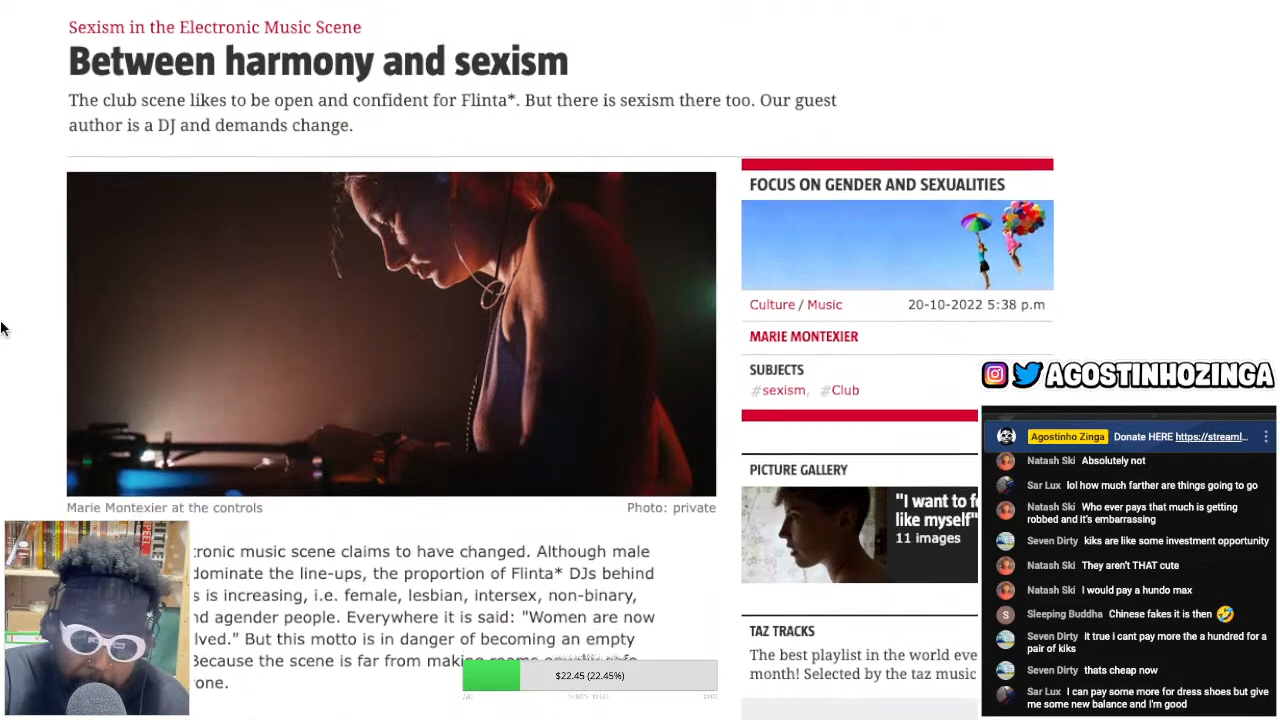 Sexism in the Electronic Music Scene
Between harmony and sexism
The club scene likes to be open and confident for Flinta*. But there is sexism there too. Our guest
author is a DJ and demands change.
Marie Montexier at the controls
Photo: private
tronic music scene claims to have changed. Although male
dominate the line-ups, the proportion of Flinta* DJs behind
s is increasing, i.e. female, lesbian, intersex, non-binary,
nd agender people. Everywhere it is said: "Women are now
lved." But this motto is in danger of becoming an empty
Because the scene is far from making
one.
$22.45 (22.45%)
FOCUS ON GENDER AND SEXUALITIES
Culture / Music
20-10-2022 5:38 p.m
MARIE MONTEXIER
SUBJECTS
#sexism, #Club
PICTURE GALLERY
"I want to f
like myself"
11 images
TAZ TRACKS
The best playlist in the world eve
month! Selected by the taz music
AGOSTINHOZINGA
Agostinho Zinga Donate HERE https://streaml...
Natash Ski Absolutely not
Sar Lux lol how much farther are things going to go
Natash Ski Who ever pays that much is getting
robbed and it's embarrassing
Seven Dirty kiks are like some investment opportunity
Natash Ski They aren't THAT cute
Natash Ski I would pay a hundo max
S Sleeping Buddha Chinese fakes it is then 🤣
Seven Dirty it true i cant pay more the a hundred for a
pair of kiks
Seven Dirty thats cheap now
Sar Lux I can pay some more for dress shoes but give
me some new balance and I'm good